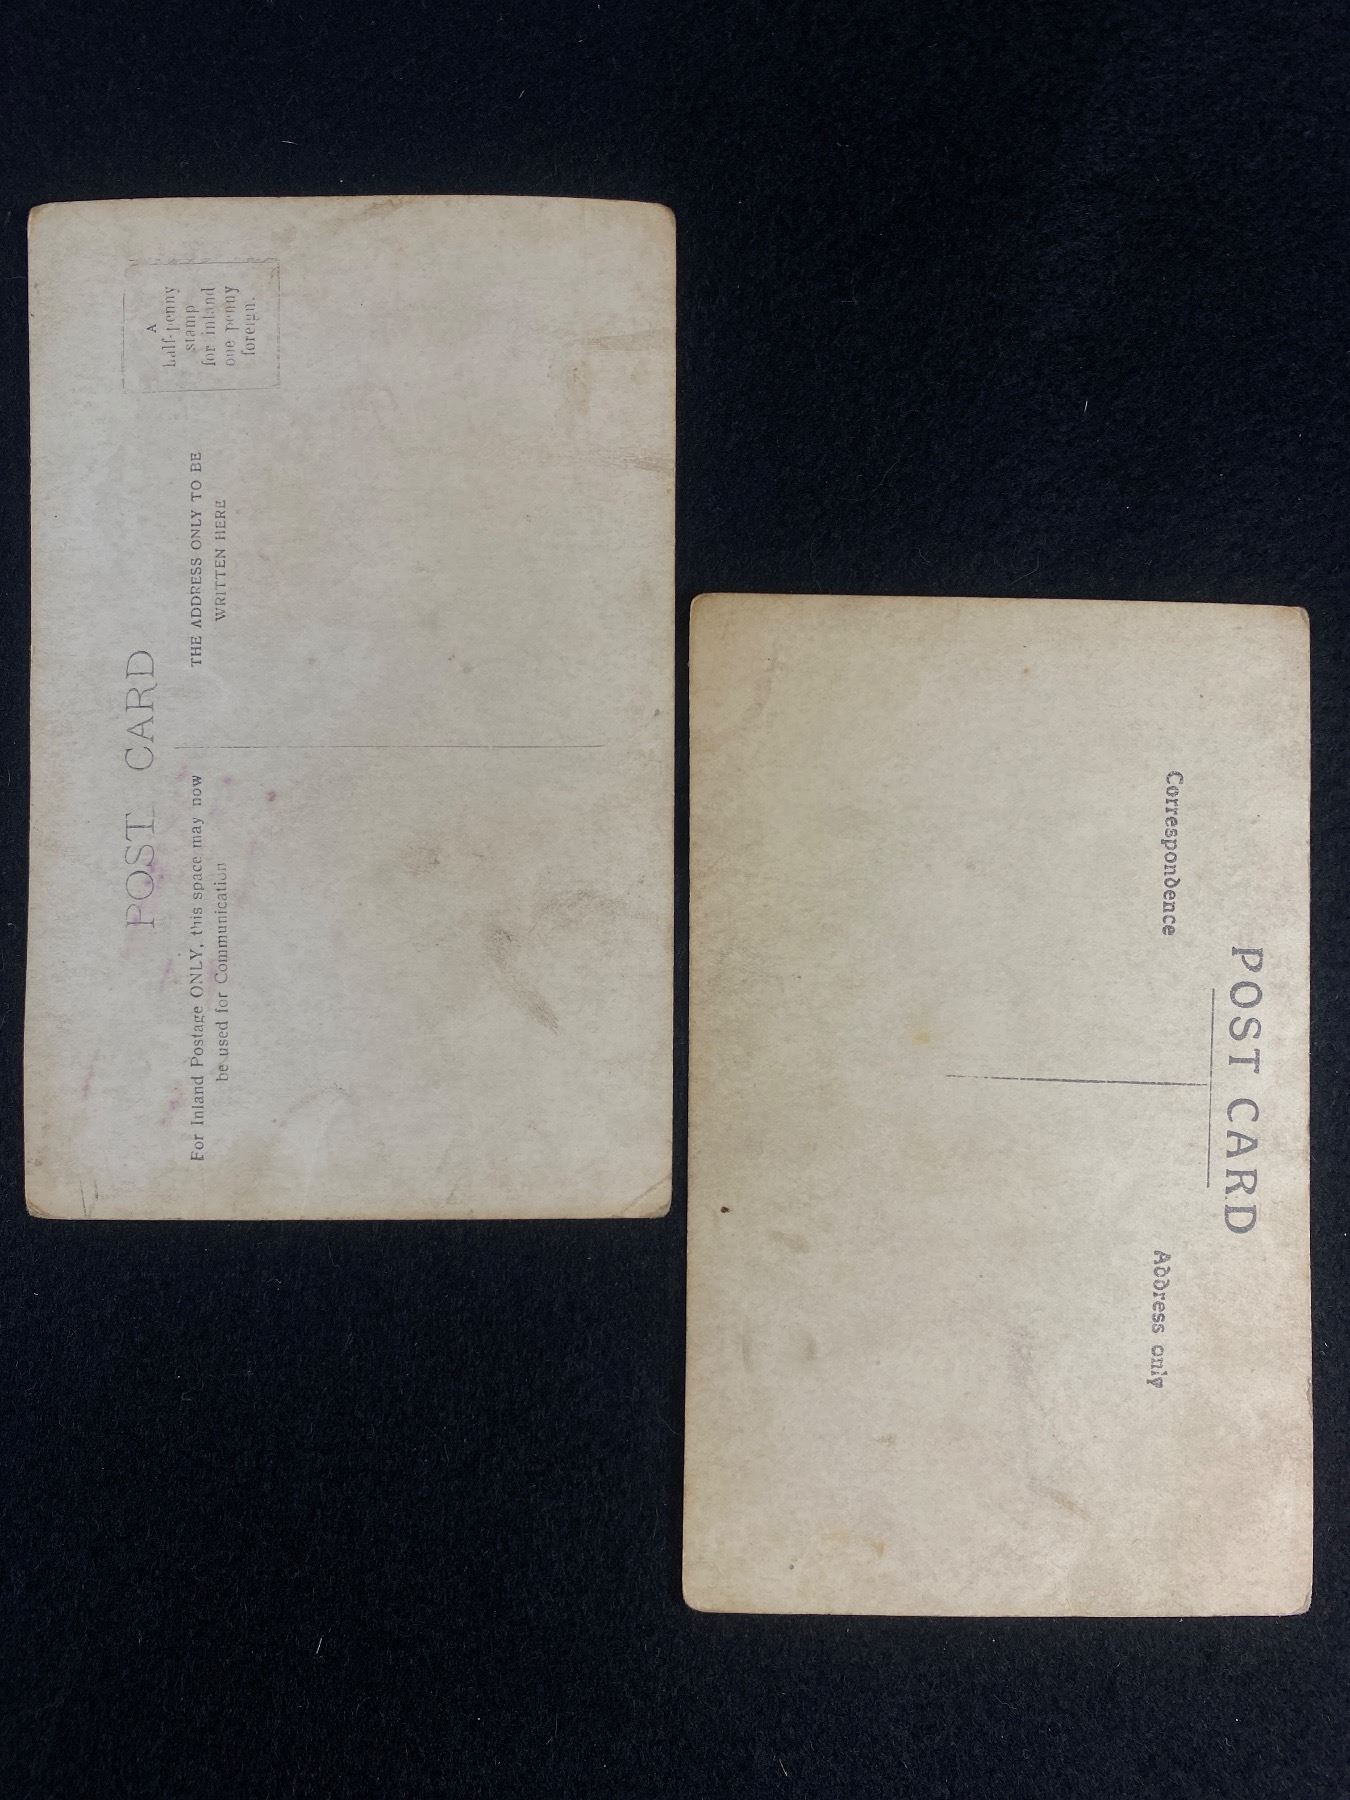 POST CARD
For Inland Postage ONLY, this space may now
be used for Communication
THE ADDRESS ONLY TO BE
WRITTEN HERE
A
half-penny
stamp
for inland
one penny
foreign.
POST CARD
Correspondence
Address only